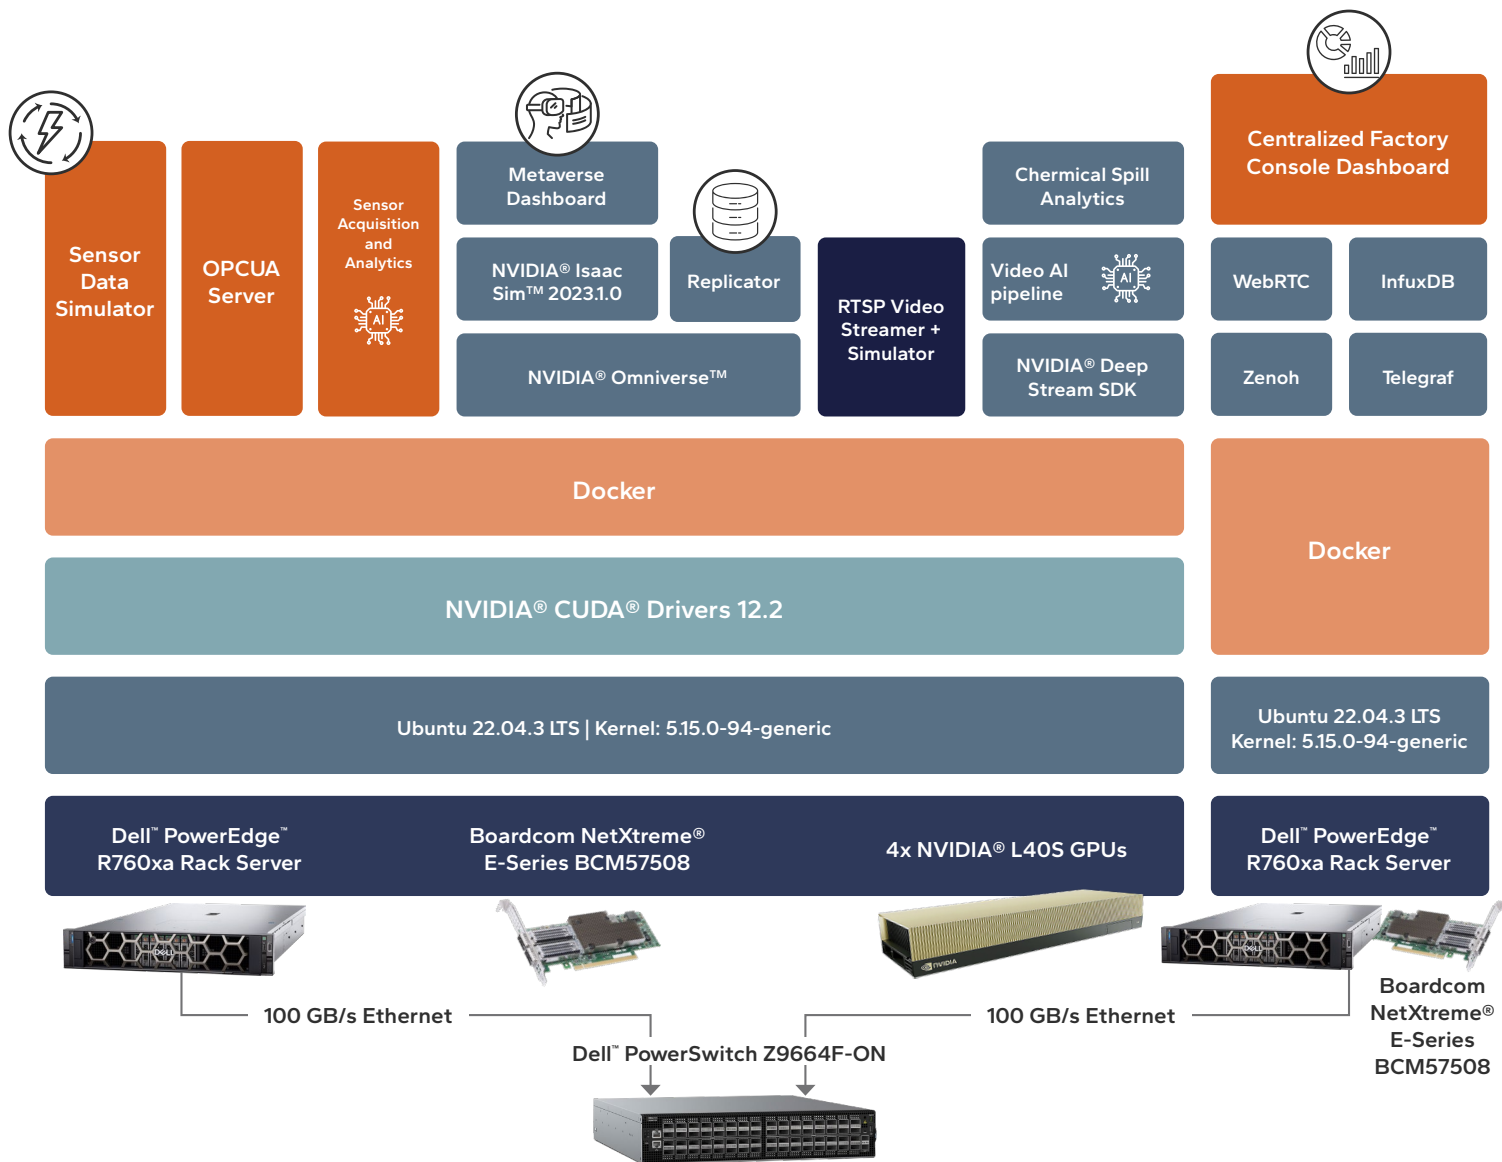 Sensor
Data
Simulator
OPCUA
Server
Sensor
Acquisition
and
Analytics
AI
Metaverse
Dashboard
NVIDIA® Isaac
Sim™ 2023.1.0
Replicator
NVIDIA® Omniverse™
RTSP Video
Streamer +
Simulator
Chermical Spill
Analytics
Video AI
pipeline
AI
NVIDIA® Deep
Stream SDK
Centralized Factory
Console Dashboard
WebRTC
InfuxDB
Zenoh
Telegraf
Docker
Docker
NVIDIA® CUDA® Drivers 12.2
Ubuntu 22.04.3 LTS | Kernel: 5.15.0-94-generic
Ubuntu 22.04.3 LTS
Kernel: 5.15.0-94-generic
Dell™ PowerEdge™
R760xa Rack Server
Boardcom NetXtreme®
E-Series BCM57508
4x NVIDIA® L40S GPUs
Dell™ PowerEdge™
R760xa Rack Server
DELL
NVIDIA
DELL
Boardcom
NetXtreme®
E-Series
BCM57508
100 GB/s Ethernet
100 GB/s Ethernet
Dell™ PowerSwitch Z9664F-ON